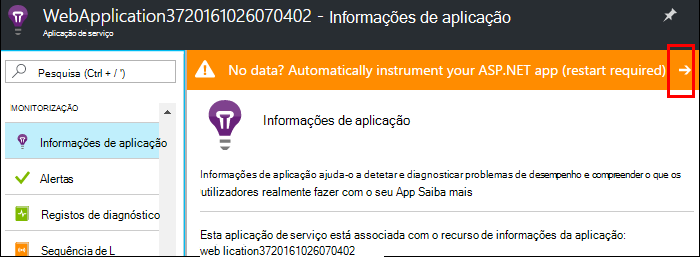 WebApplication3720161026070402 - Informações de aplicação
Aplicação de serviço
Pesquisa (Ctrl + / ")
No data? Automatically instrument your ASP.NET app (restart required)
MONITORIZAÇÃO
Informações de aplicação
Alertas
Registos de diagnóstico
Sequência de L
Informações de aplicação
Informações de aplicação ajuda-o a detetar e diagnosticar problemas de desempenho e compreender o que os
utilizadores realmente fazer com o seu App Saiba mais
Esta aplicação de serviço está associada com o recurso de informações da aplicação:
web lication3720161026070402